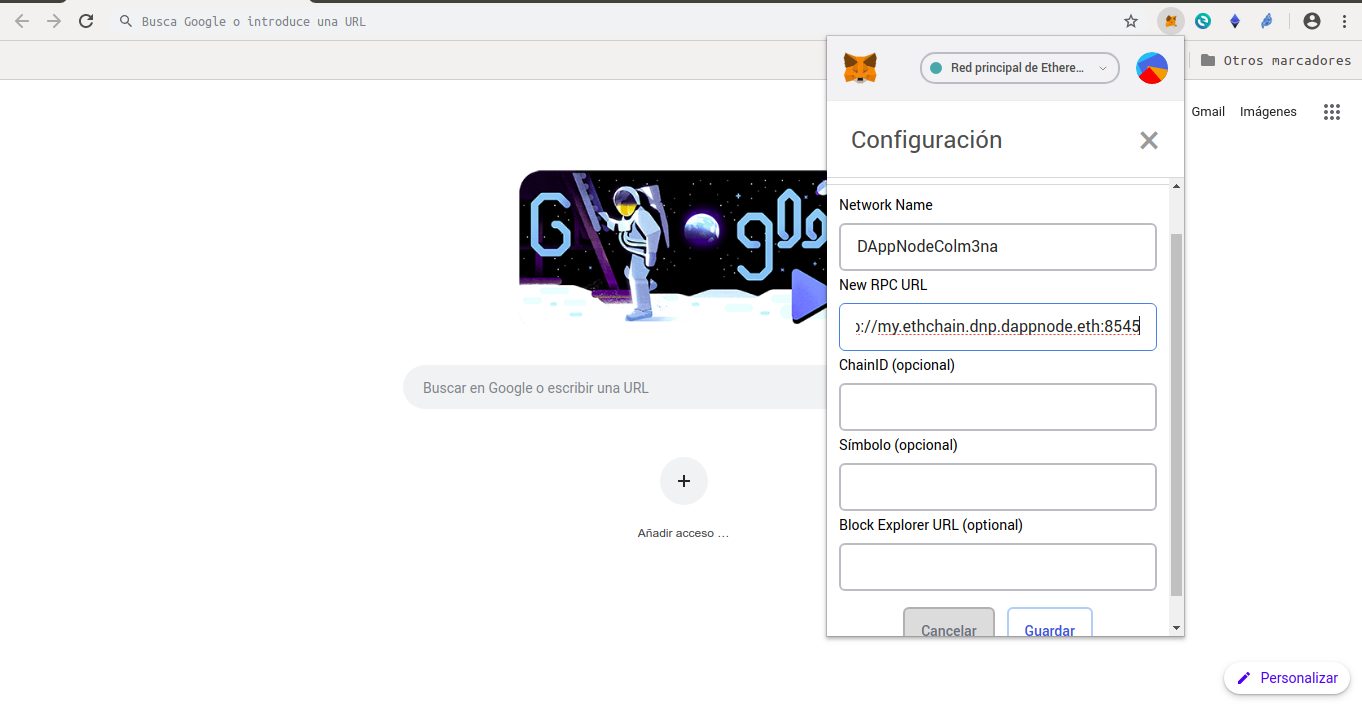 Busca Google o introduce una URL
Otros marcadores
Red principal de Ethere...
Gmail
Imágenes
Configuración
Network Name
DAppNodeColm3na
New RPC URL
://my.ethchain.dnp.dappnode.eth:8545
ChainID (opcional)
Símbolo (opcional)
Block Explorer URL (optional)
Cancelar
Guardar
Buscar en Google o escribir una URL
Añadir acceso …
Personalizar